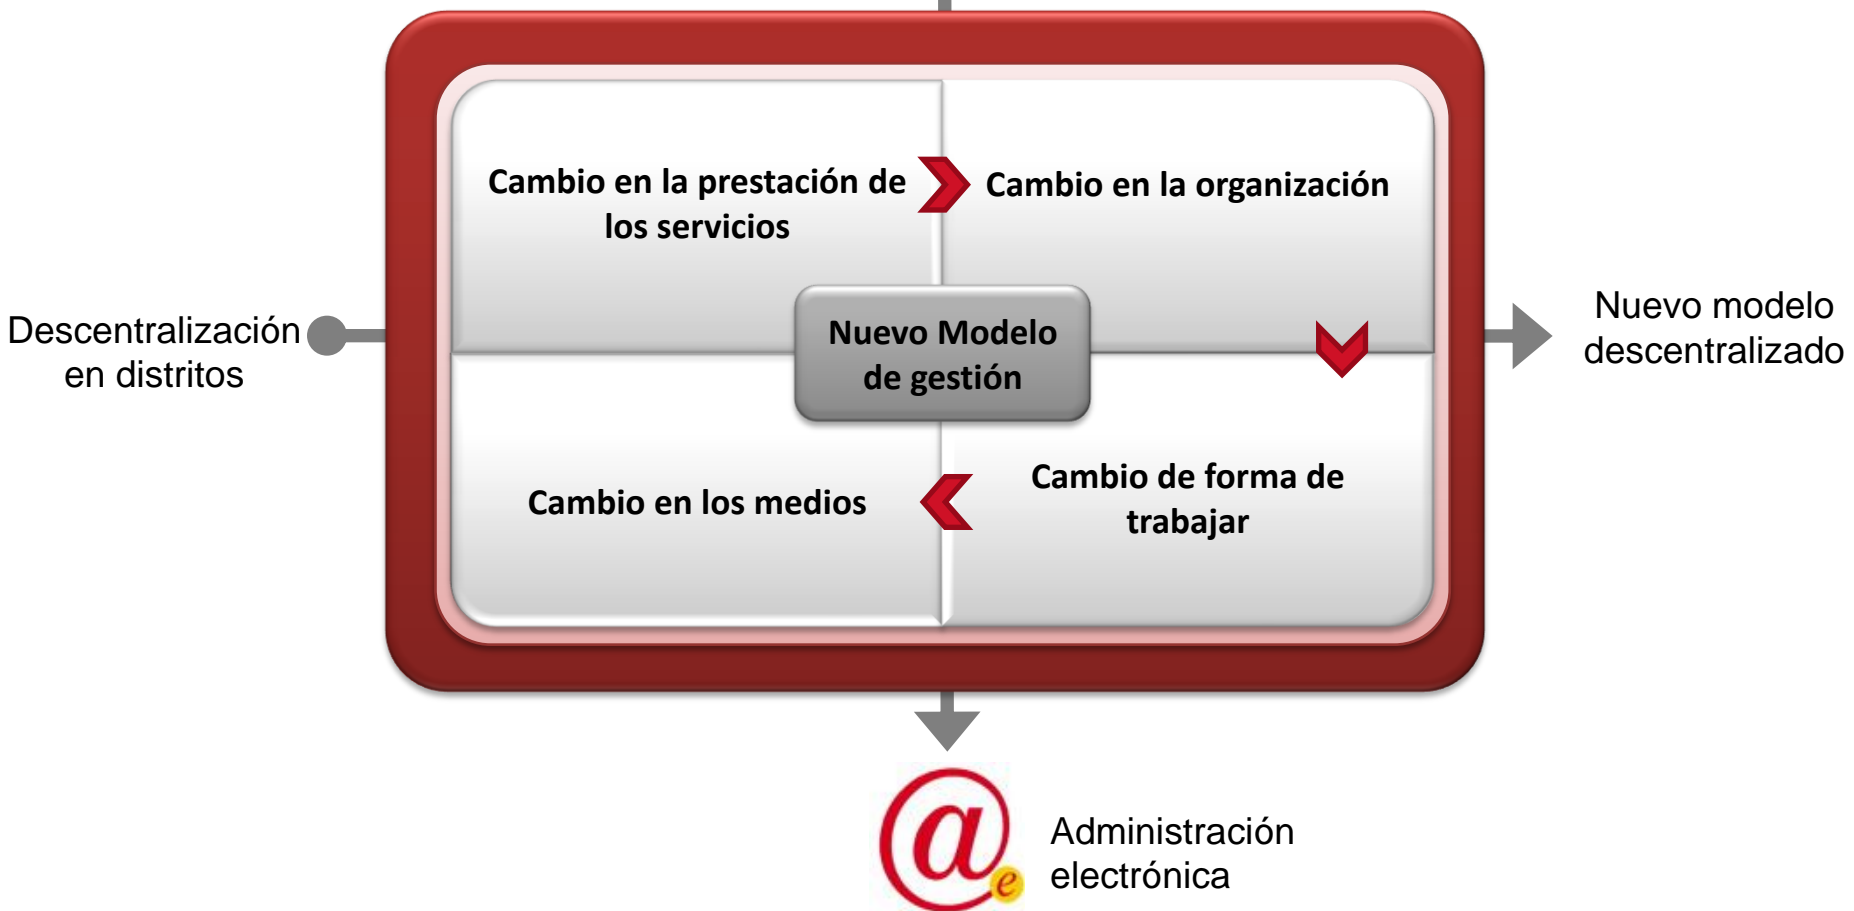 Cambio en la prestación de
los servicios
Cambio en la organización
Descentralización
en distritos
Nuevo Modelo
de gestión
Nuevo modelo
descentralizado
Cambio en los medios
Cambio de forma de
trabajar
@e
Administración
electrónica